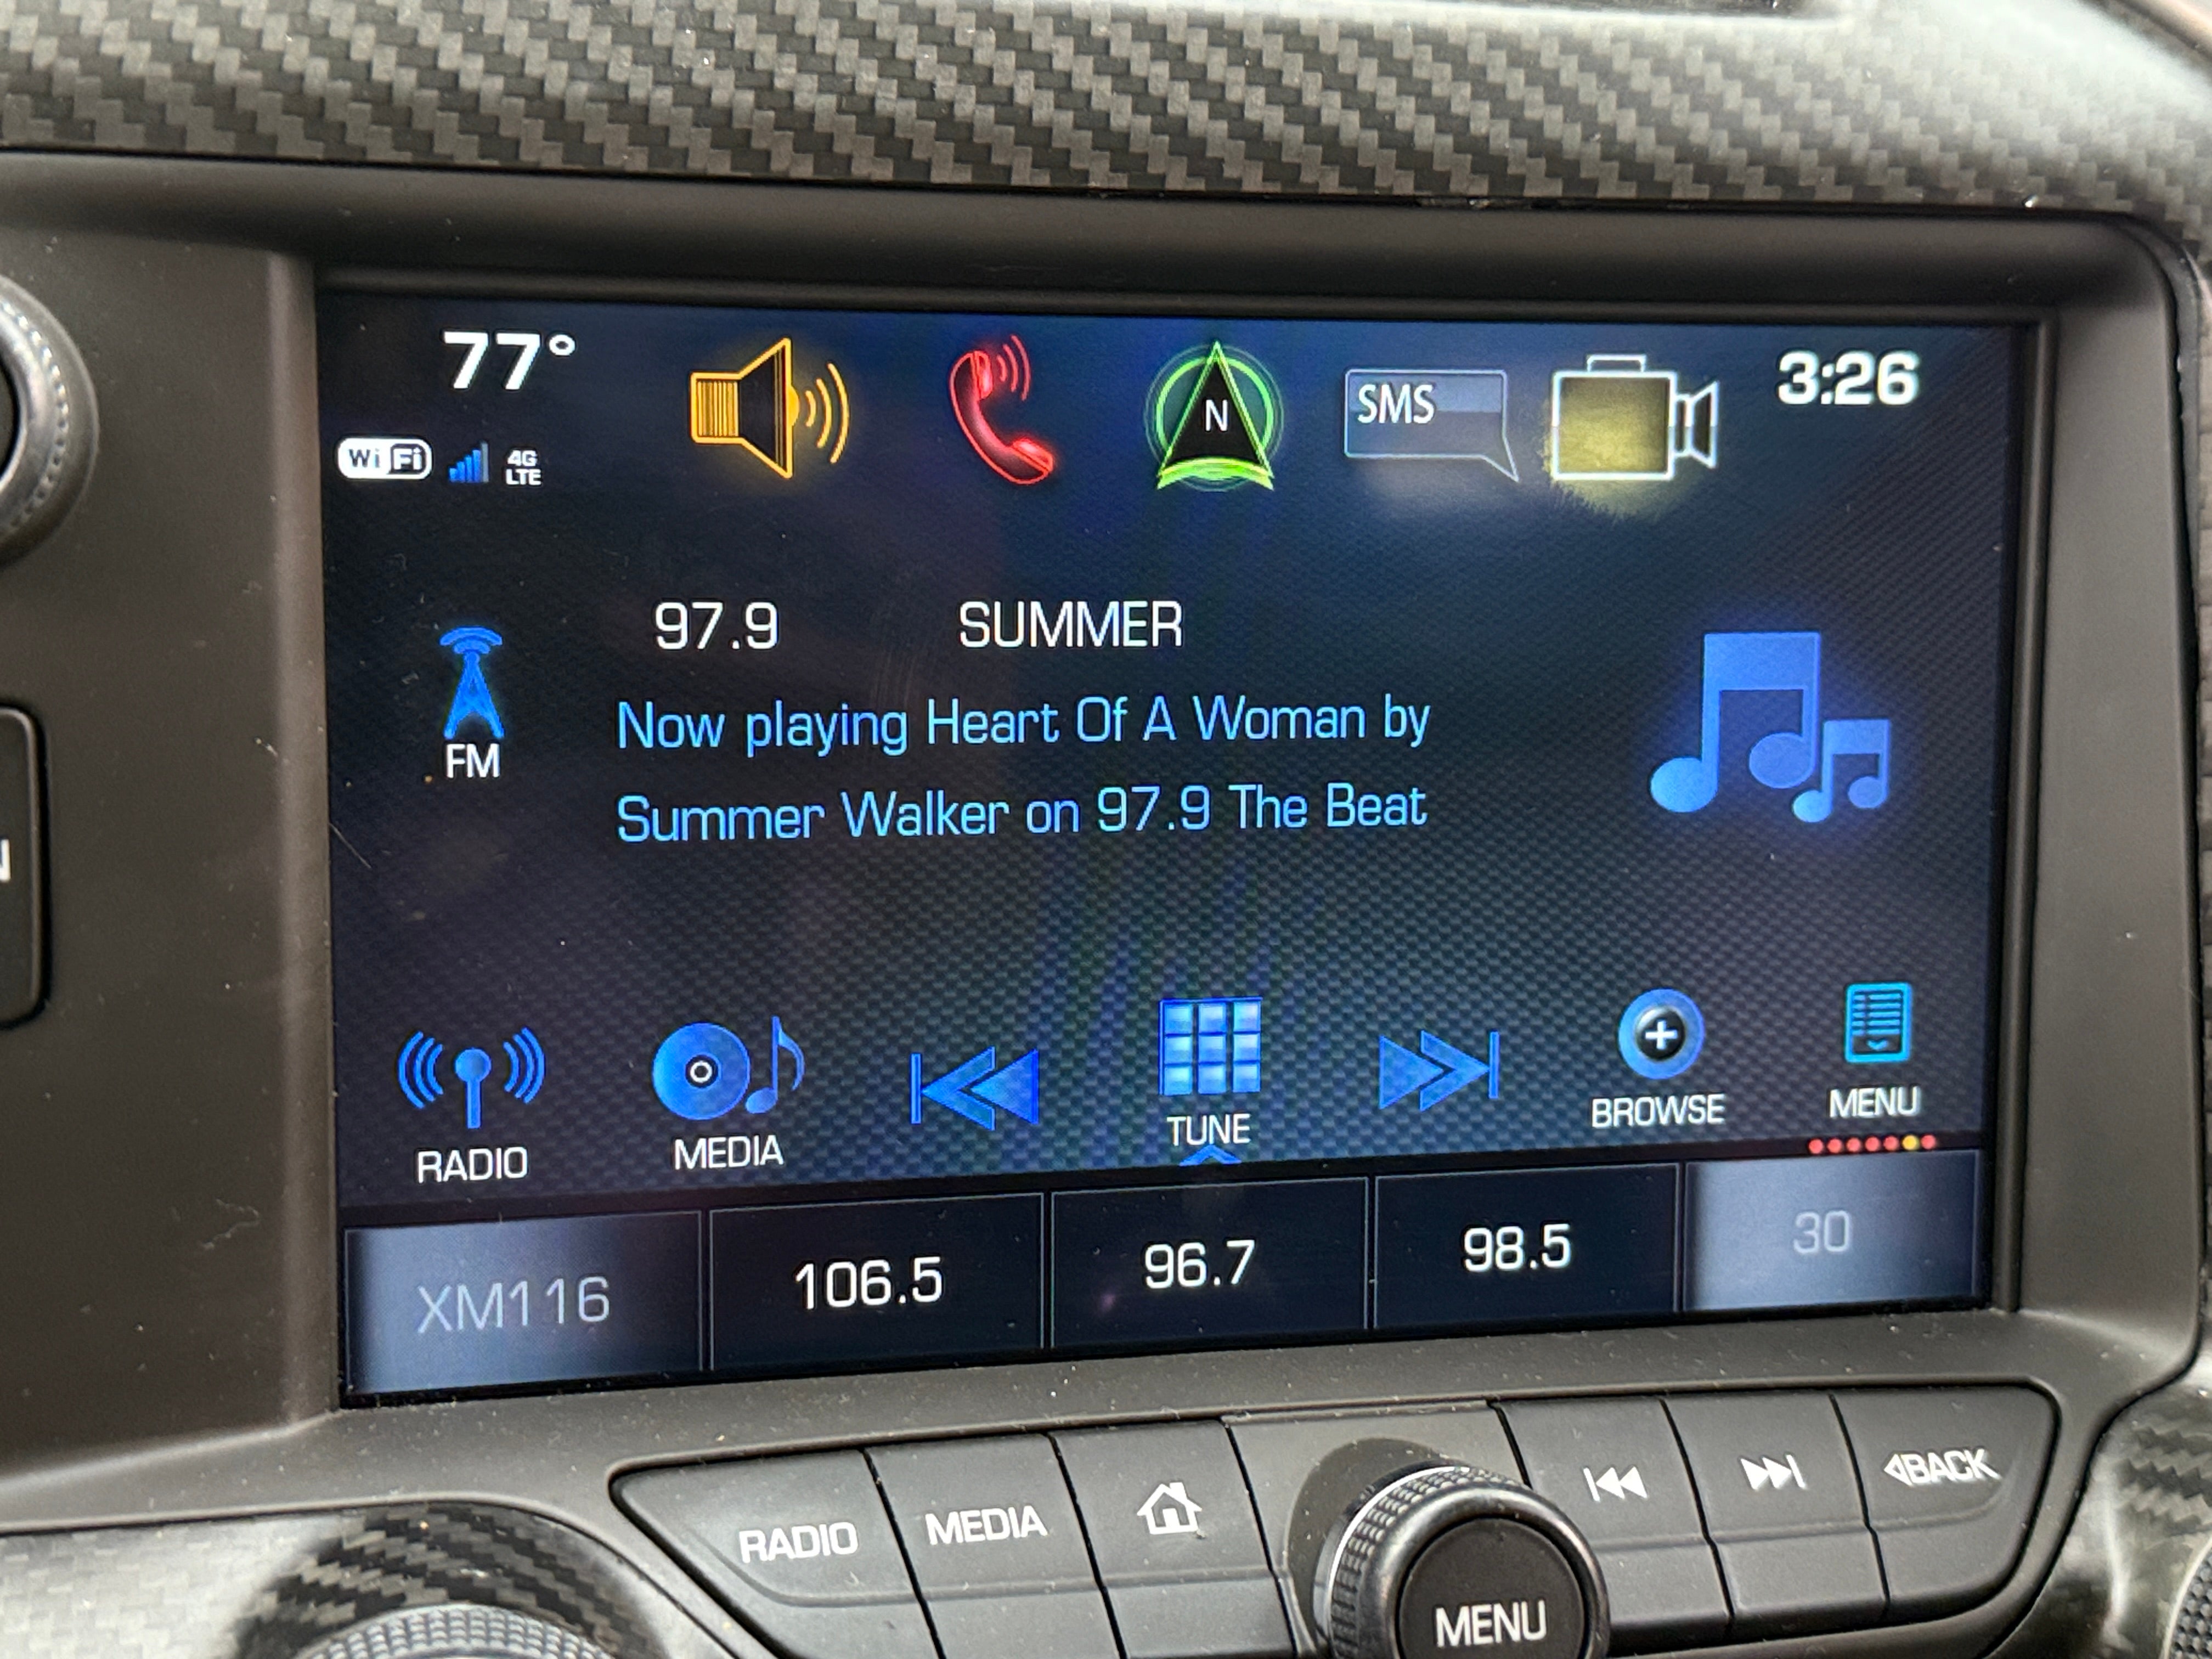 77°
3:26
WiFi 4G LTE
N
SMS
97.9 SUMMER
FM
Now playing Heart Of A Woman by
Summer Walker on 97.9 The Beat
RADIO
MEDIA
TUNE
BROWSE
MENU
XM116
106.5
96.7
98.5
30
RADIO
MEDIA
MENU
BACK